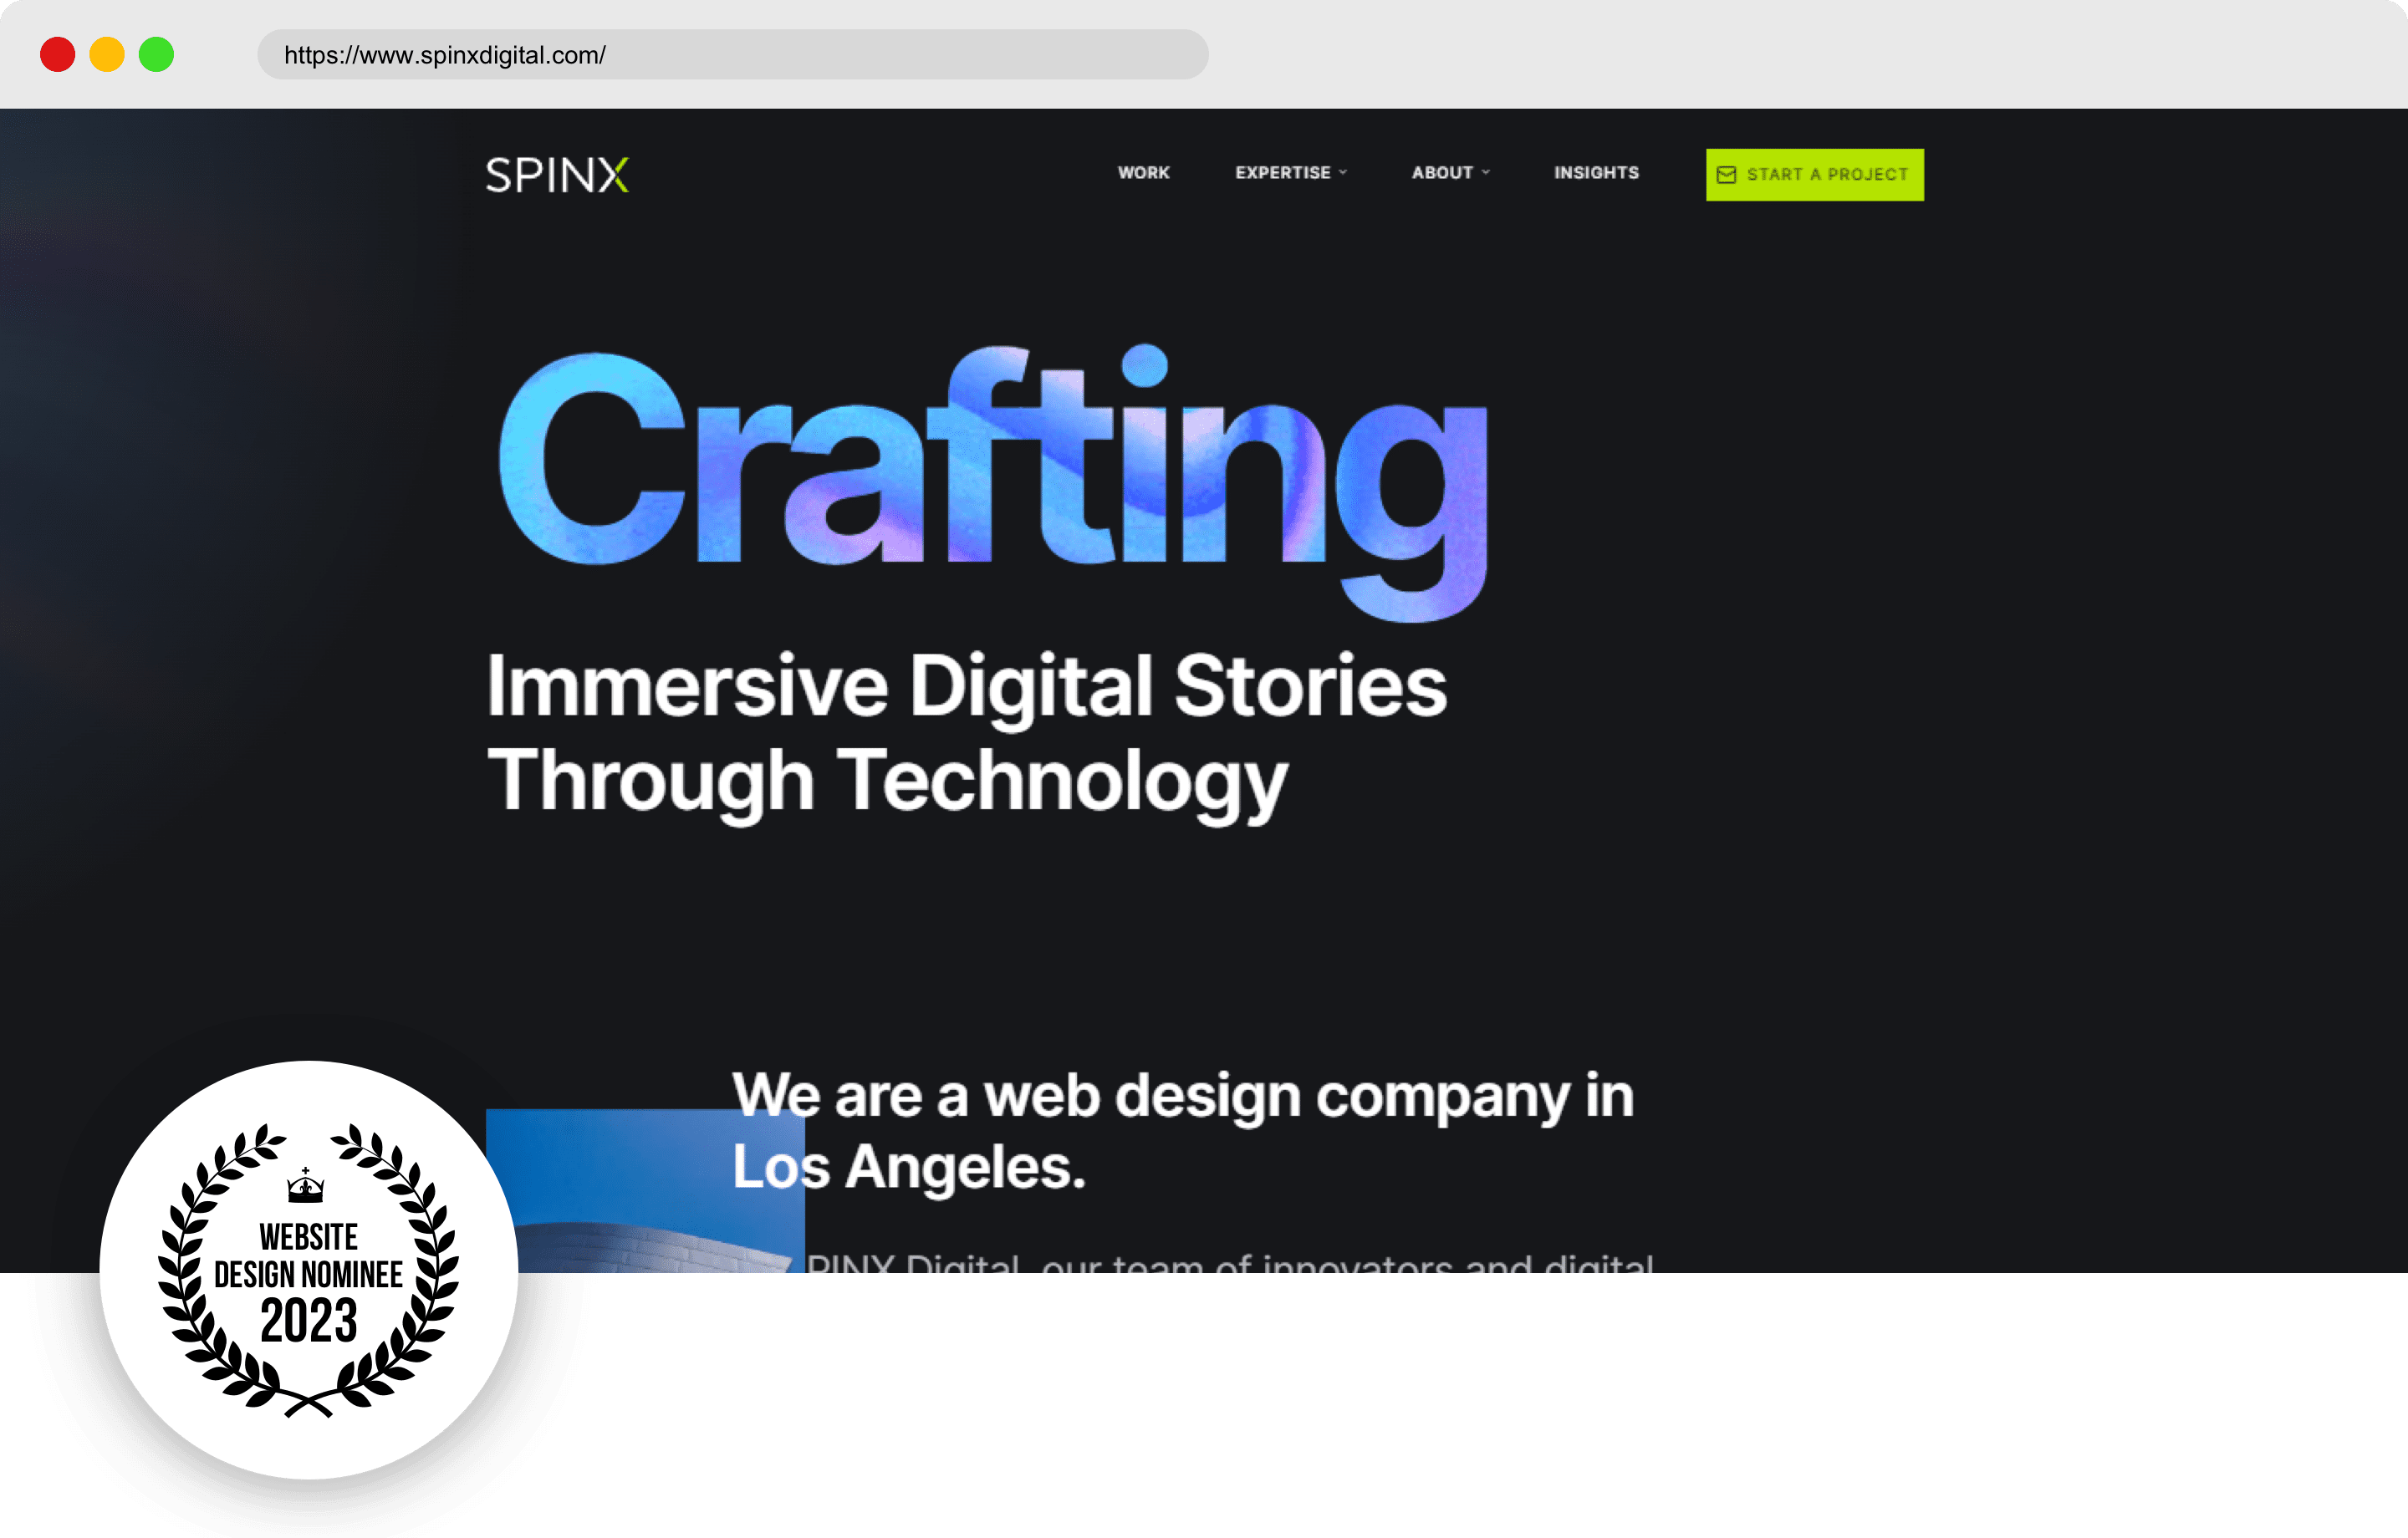 https://www.spinxdigital.com/
SPINX
WORK
EXPERTISE
ABOUT
INSIGHTS
START A PROJECT
Crafting
Immersive Digital Stories
Through Technology
We are a web design company in
Los Angeles.
PINX Digital, our team of innovators and digital
WEBSITE
DESIGN NOMINEE
2023